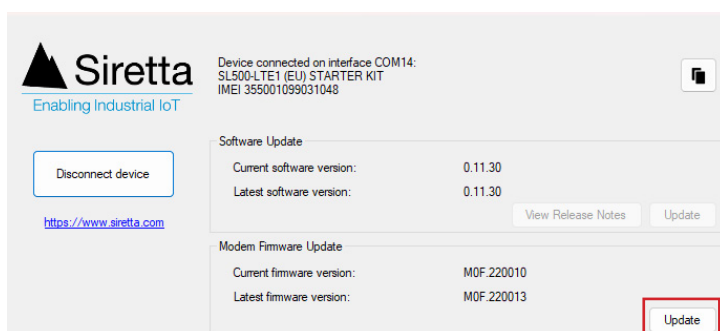 Siretta
Enabling Industrial IoT
Device connected on interface COM14:
SL500-LTE1 (EU) STARTER KIT
IMEI 355001099031048
Disconnect device
https://www.siretta.com
Software Update
Current software version: 0.11.30
Latest software version: 0.11.30
View Release Notes Update
Modem Firmware Update
Current firmware version: M0F.220010
Latest firmware version: M0F.220013
Update